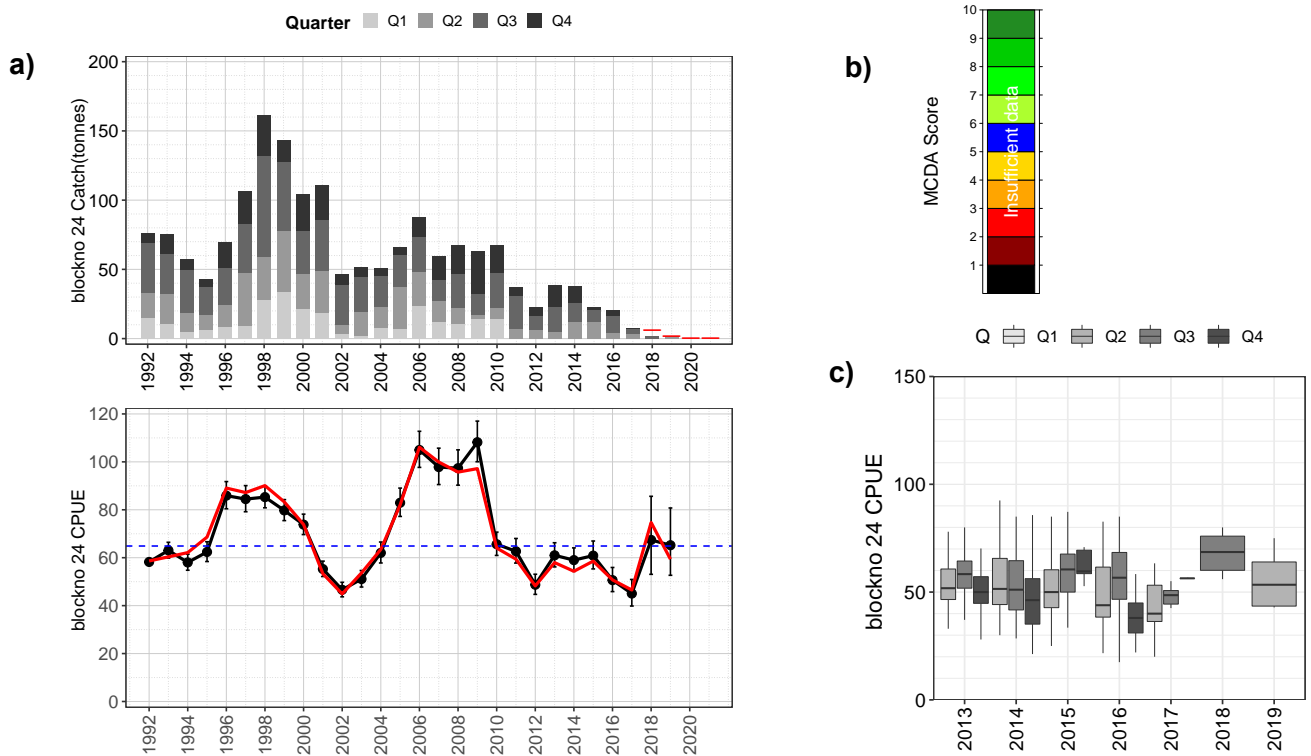 Quarter Q1 Q2 Q3 Q4
a)
200
150
100
50
0
blockno 24 Catch(tonnes)
1992 1994 1996 1998 2000 2002 2004 2006 2008 2010 2012 2014 2016 2018 2020
120
100
80
60
40
20
0
blockno 24 CPUE
1992 1994 1996 1998 2000 2002 2004 2006 2008 2010 2012 2014 2016 2018 2020
b)
10
9
8
7
6
5
4
3
2
1
MCDA Score
Insufficient data
Q Q1 Q2 Q3 Q4
c)
150
100
50
0
blockno 24 CPUE
2013 2014 2015 2016 2017 2018 2019